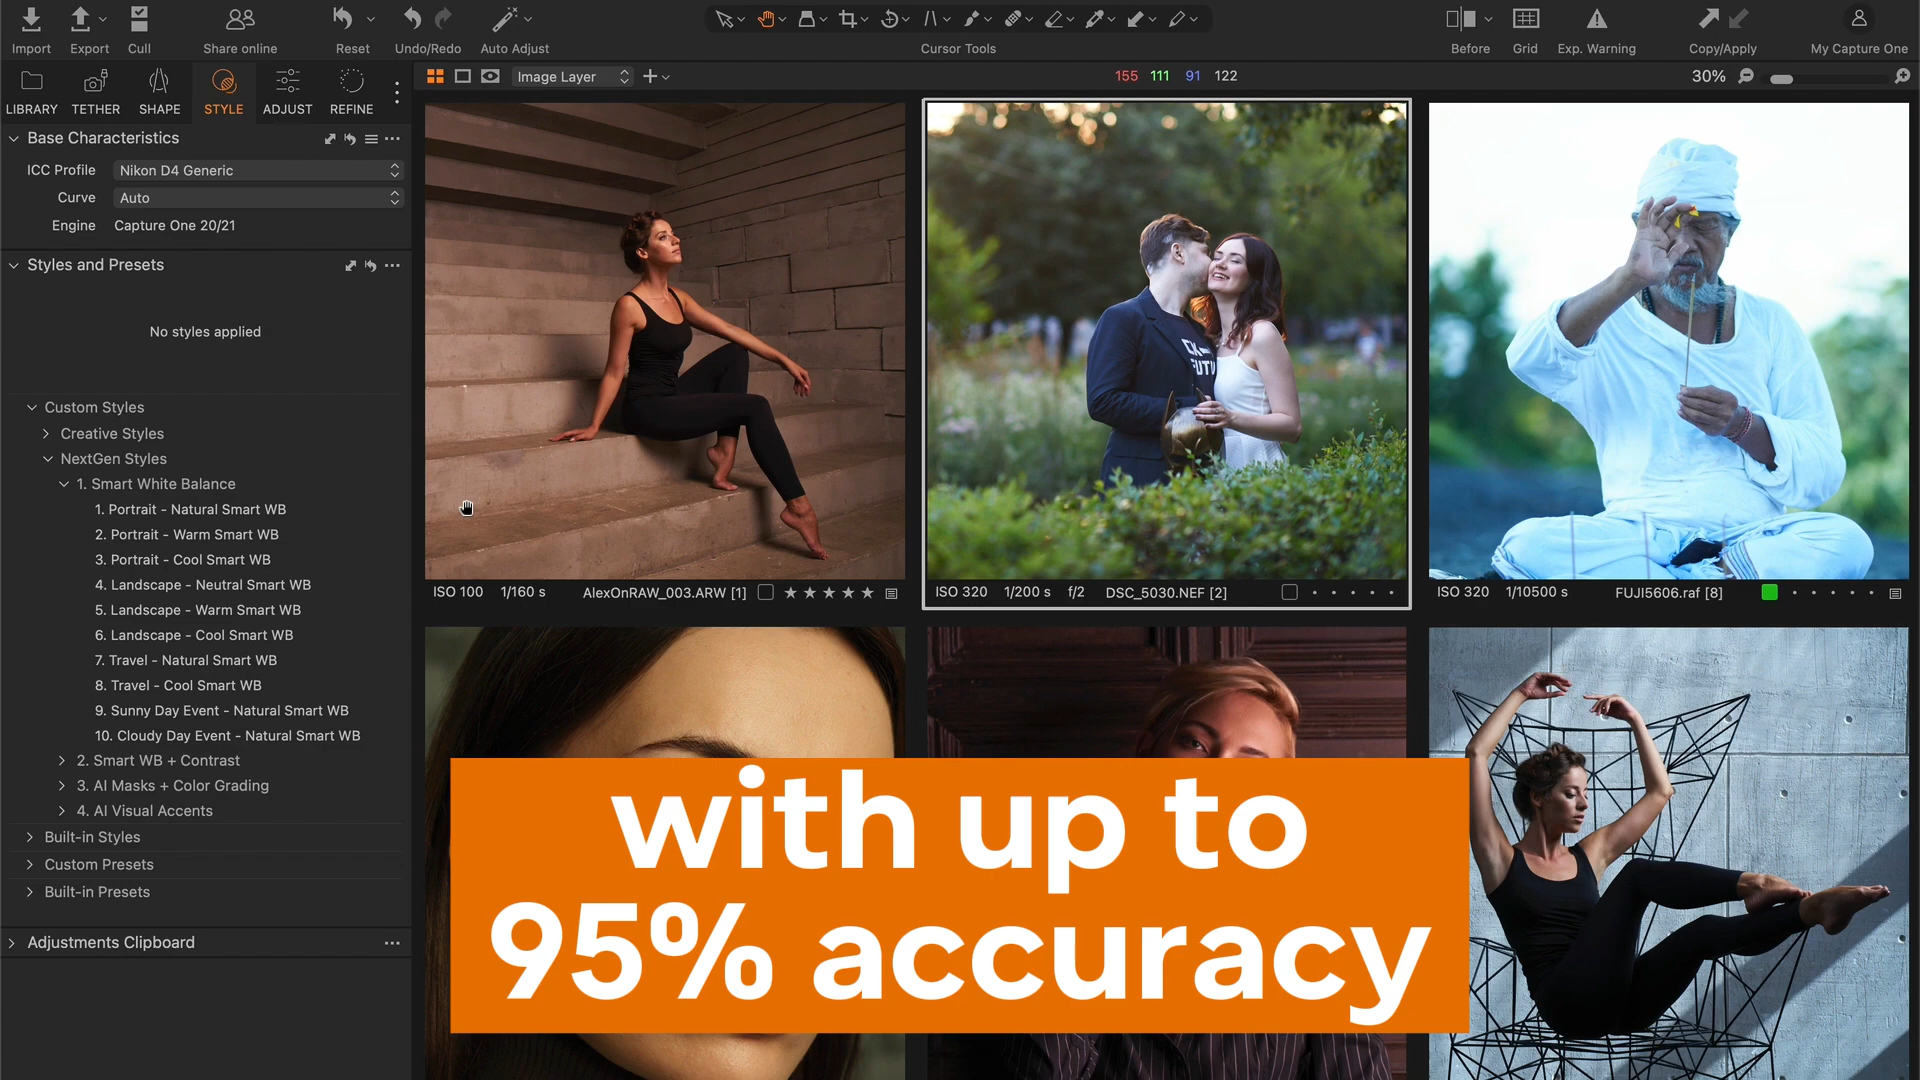 Import
Export
Cull
Share online
Reset
Undo/Redo
Auto Adjust
Cursor Tools
Before
Grid
Exp. Warning
Copy/Apply
My Capture One
LIBRARY
TETHER
SHAPE
STYLE
ADJUST
REFINE
Image Layer
155 111 91 122
30%
Base Characteristics
ICC Profile
Nikon D4 Generic
Curve
Auto
Engine
Capture One 20/21
Styles and Presets
No styles applied
Custom Styles
Creative Styles
NextGen Styles
1. Smart White Balance
1. Portrait - Natural Smart WB
2. Portrait - Warm Smart WB
3. Portrait - Cool Smart WB
4. Landscape - Neutral Smart WB
5. Landscape - Warm Smart WB
6. Landscape - Cool Smart WB
7. Travel - Natural Smart WB
8. Travel - Cool Smart WB
9. Sunny Day Event - Natural Smart WB
10. Cloudy Day Event - Natural Smart WB
2. Smart WB + Contrast
3. AI Masks + Color Grading
4. AI Visual Accents
Built-in Styles
Custom Presets
Built-in Presets
Adjustments Clipboard
ISO 100 1/160 s AlexOnRAW_003.ARW [1]
ISO 320 1/200 s f/2 DSC_5030.NEF [2]
ISO 320 1/10500 s FUJI5606.raf [8]
with up to
95% accuracy